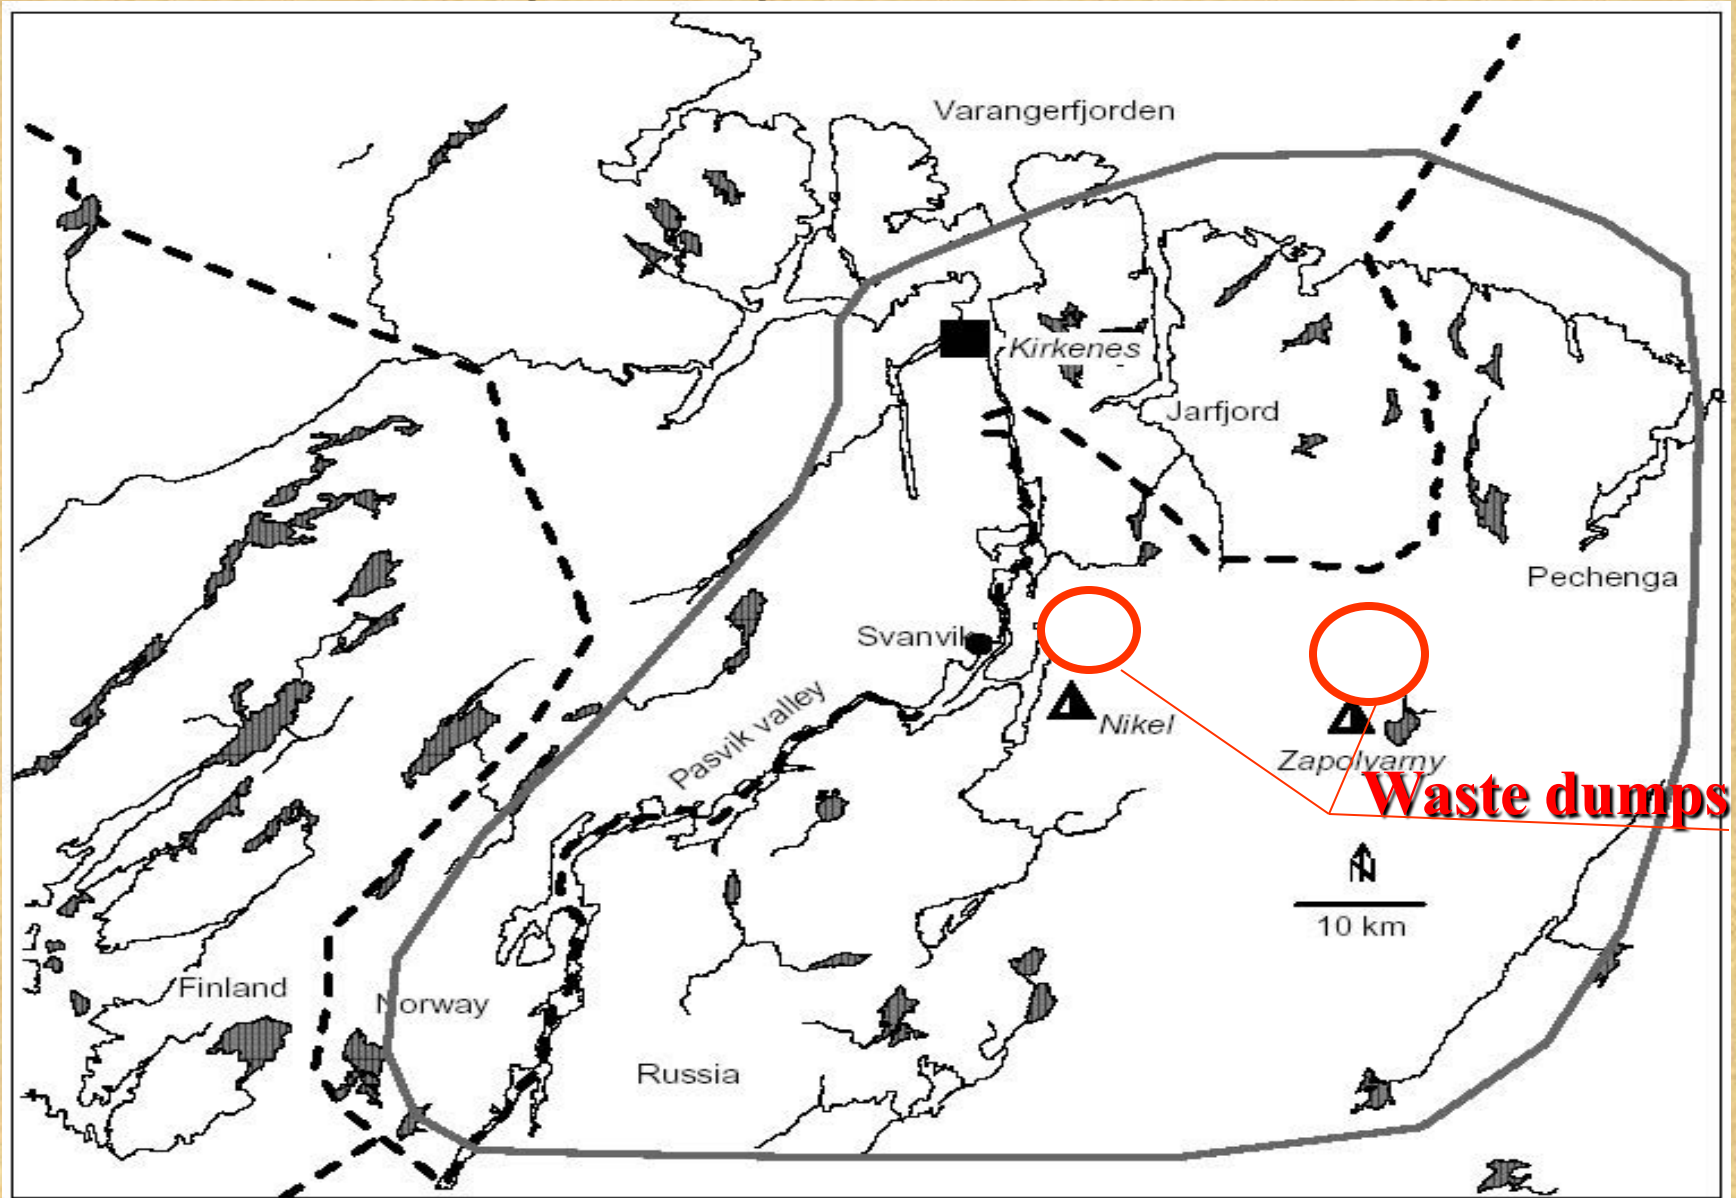 Varangerfjorden
Kirkenes
Jarfjord
Pechenga
Svanvik
Pasvik valley
Nikel
Zapolyarny
Waste dumps
N
10 km
Finland
Norway
Russia